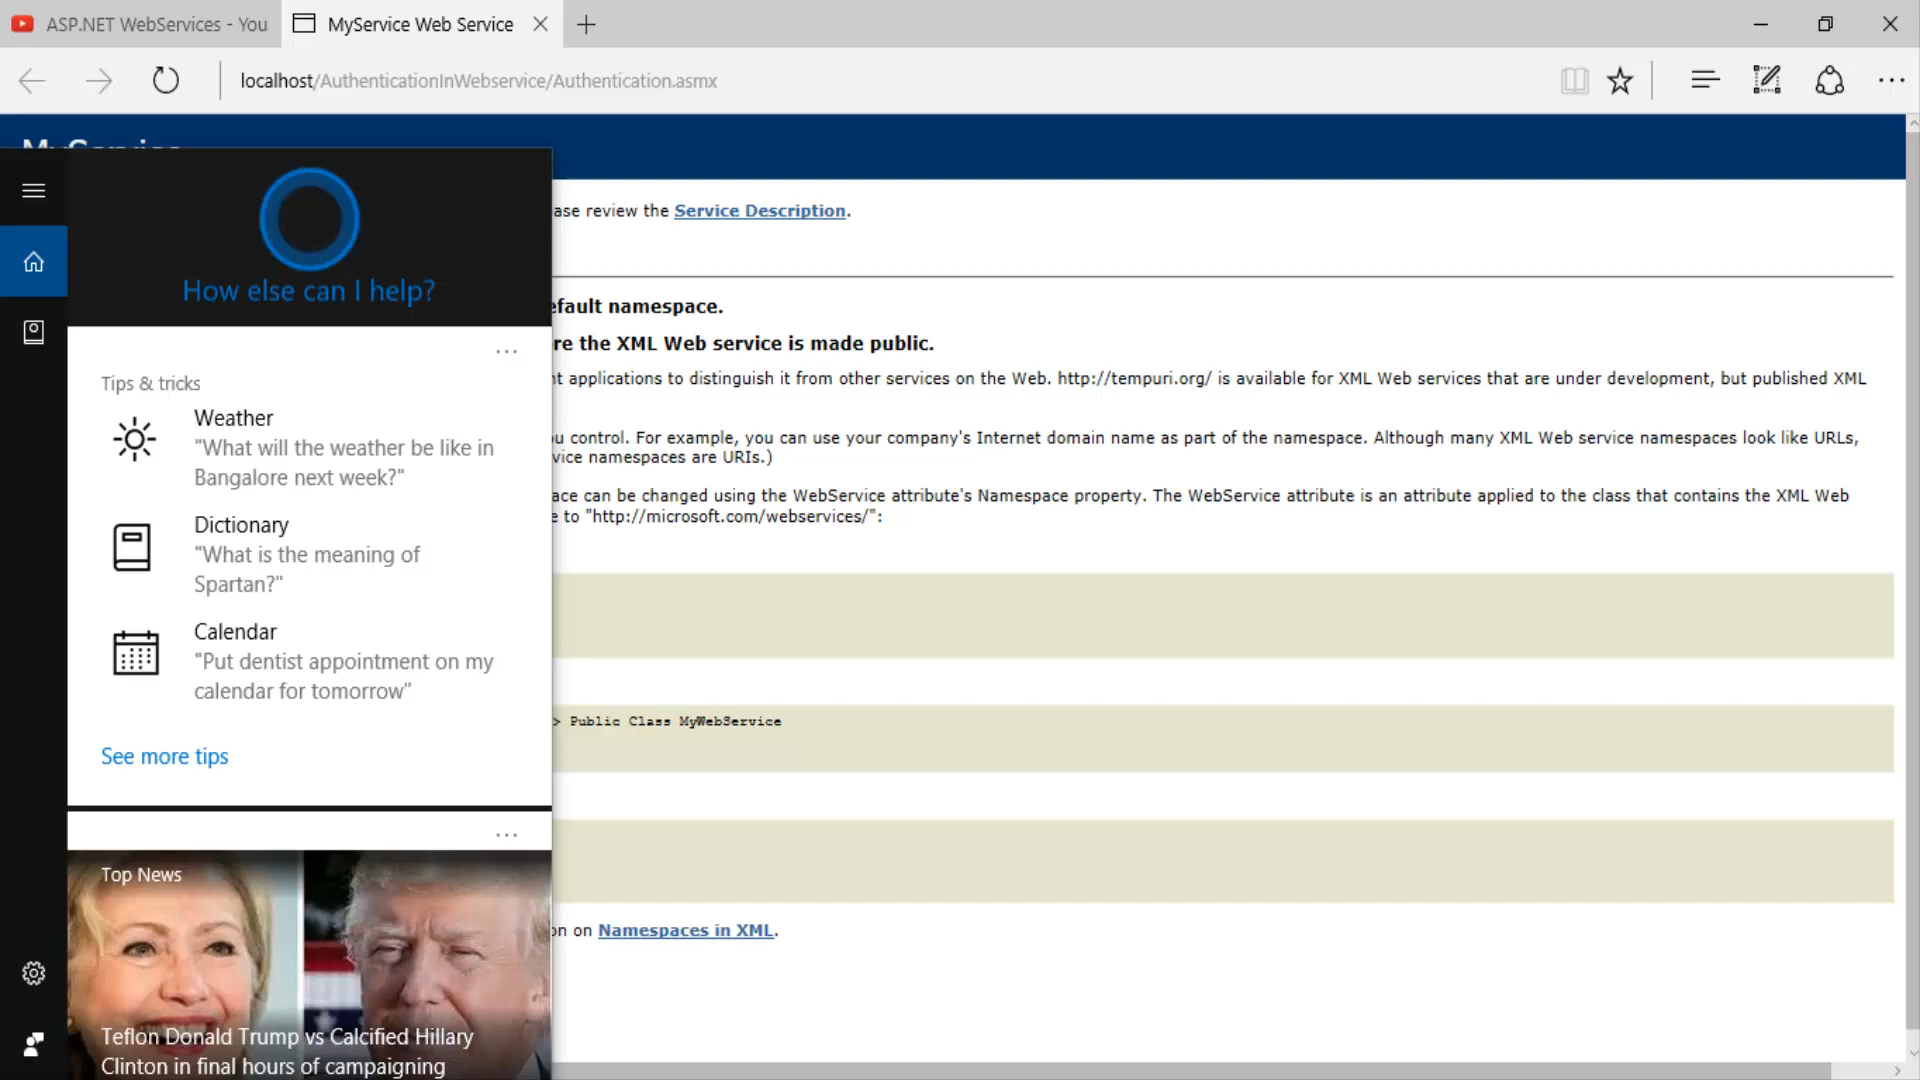 ASP.NET WebServices - You
MyService Web Service
localhost/AuthenticationInWebservice/Authentication.asmx
MyService
How else can I help?
Tips & tricks
Weather
"What will the weather be like in
Bangalore next week?"
Dictionary
"What is the meaning of
Spartan?"
Calendar
"Put dentist appointment on my
calendar for tomorrow"
See more tips
Top News
Teflon Donald Trump vs Calcified Hillary
Clinton in final hours of campaigning
ase review the Service Description.
efault namespace.
re the XML Web service is made public.
t applications to distinguish it from other services on the Web. http://tempuri.org/ is available for XML Web services that are under development, but published XML
u control. For example, you can use your company's Internet domain name as part of the namespace. Although many XML Web service namespaces look like URLs,
vice namespaces are URIs.)
ace can be changed using the WebService attribute's Namespace property. The WebService attribute is an attribute applied to the class that contains the XML Web
e to "http://microsoft.com/webservices/":
> Public Class MyWebService
on on Namespaces in XML.